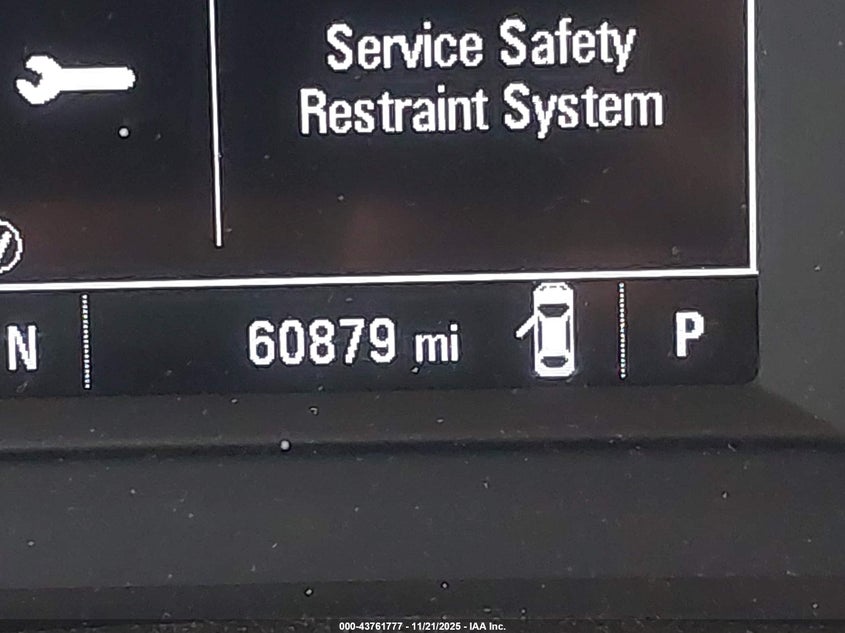 Service Safety
Restraint System
N
60879 mi
P
000-43761777 - 11/21/2025 - IAA Inc.